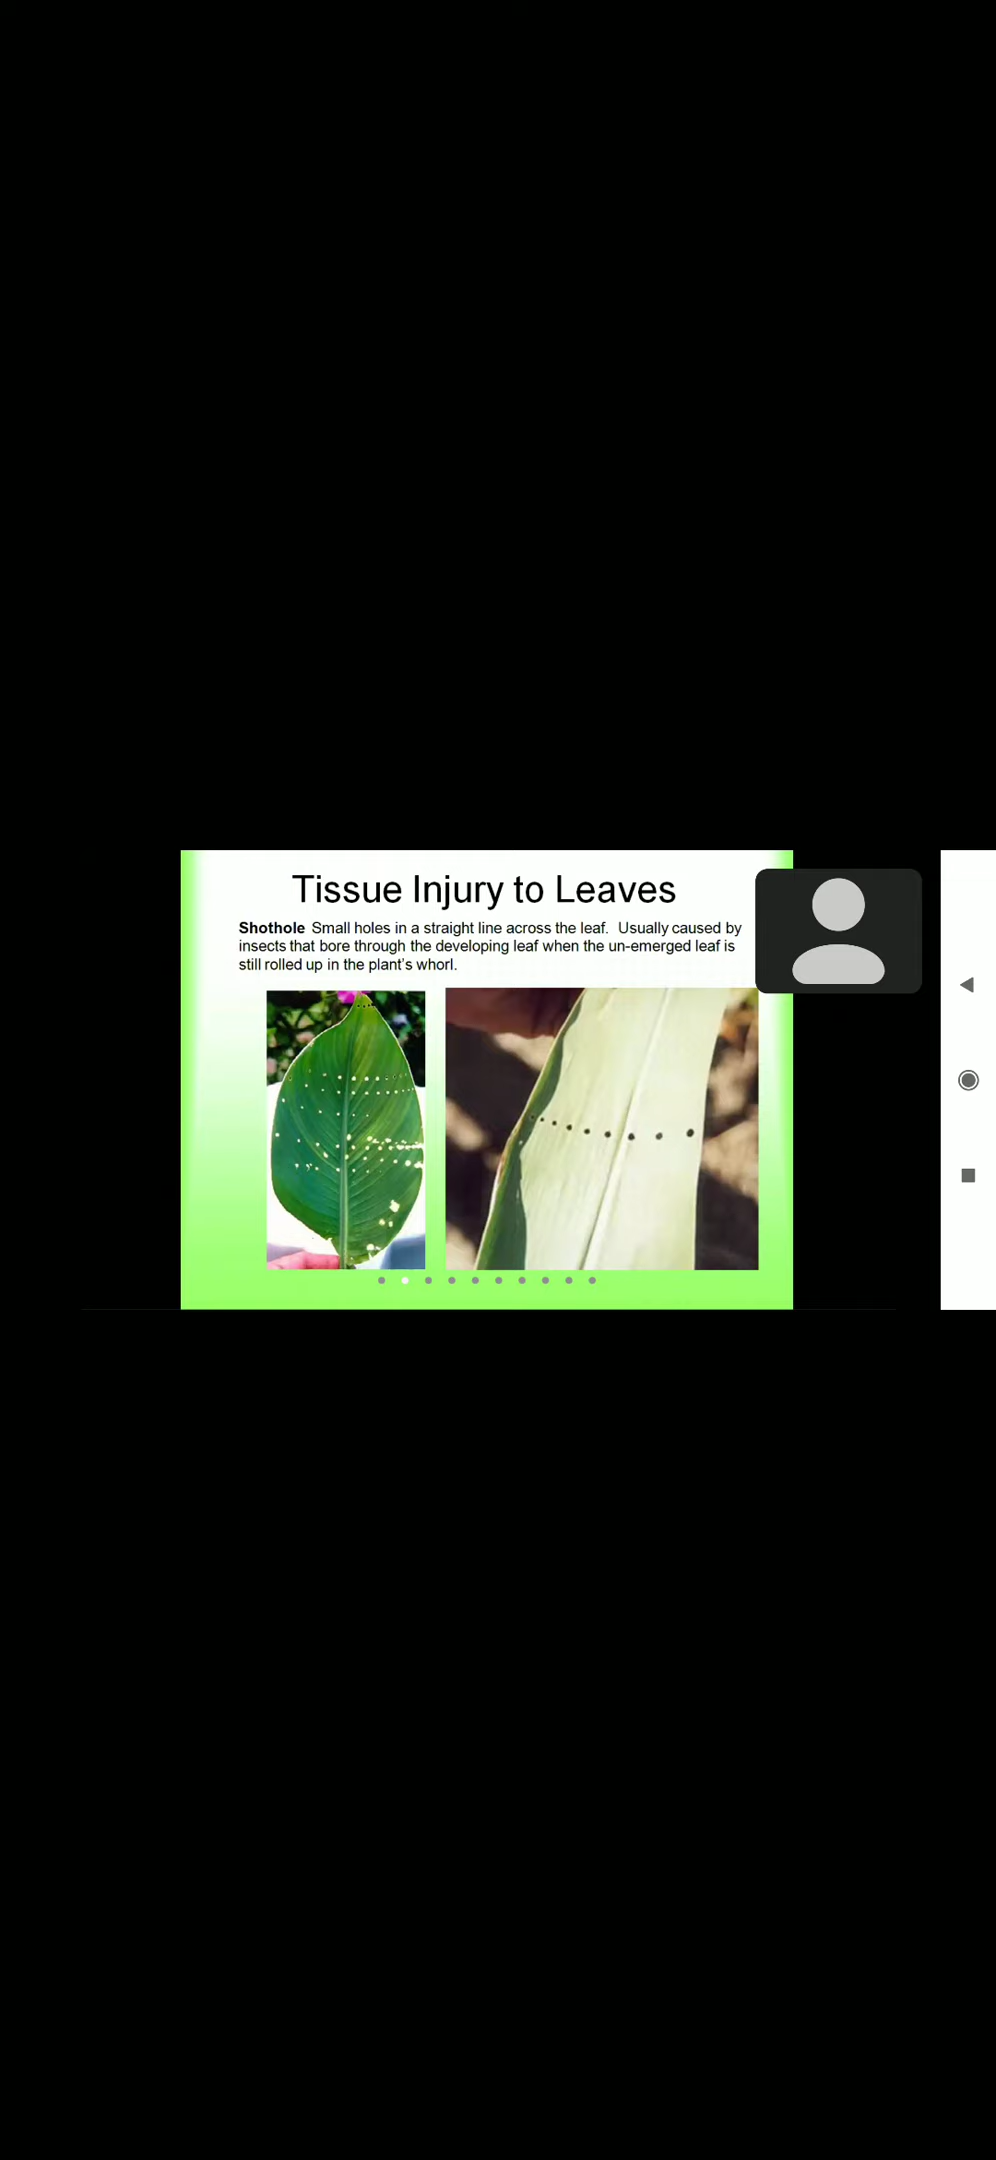 Tissue Injury to Leaves
Shothole Small holes in a straight line across the leaf. Usually caused by
insects that bore through the developing leaf when the un-emerged leaf is
still rolled up in the plant's whorl.